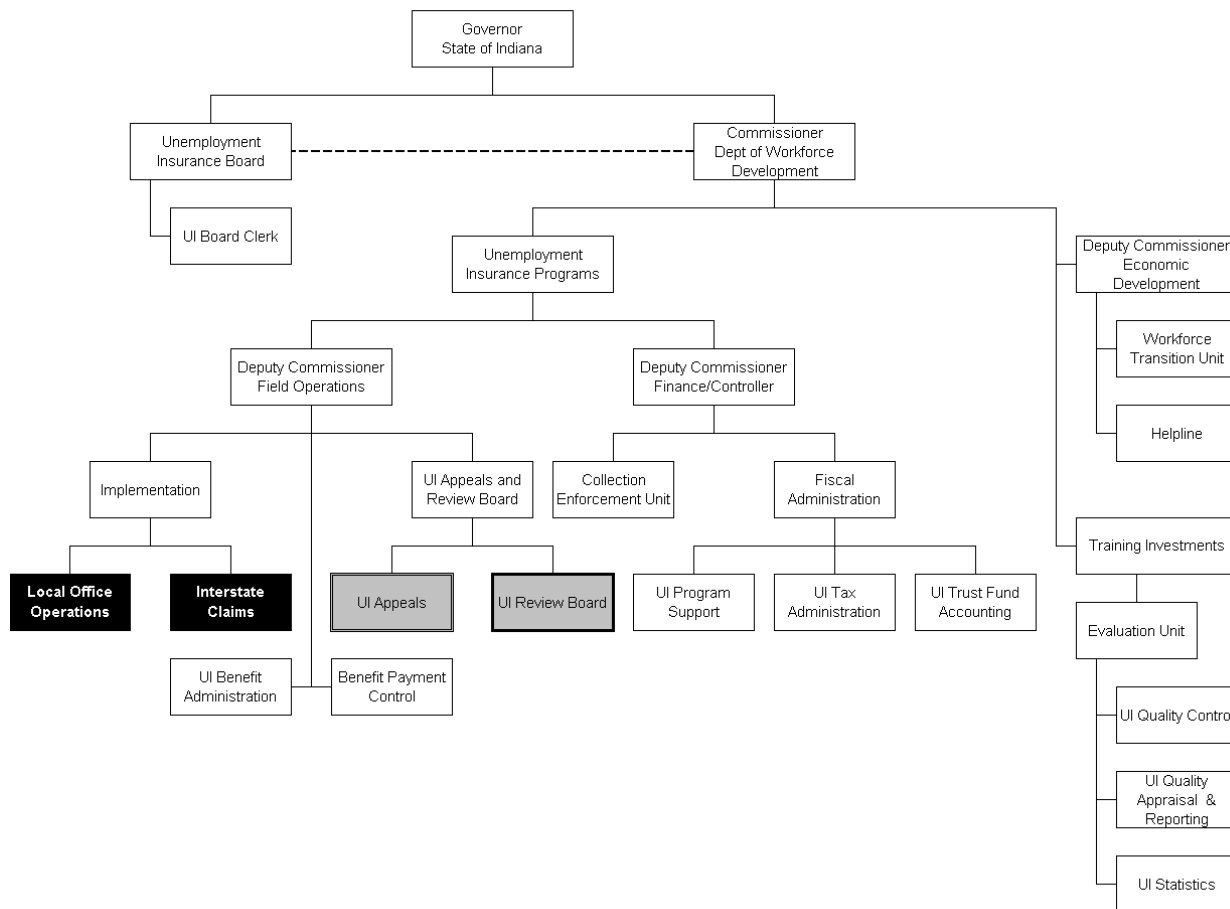 Governor
State of Indiana
Unemployment
Insurance Board
Commissioner
Dept of Workforce
Development
UI Board Clerk
Unemployment
Insurance Programs
Deputy Commissioner
Economic
Development
Workforce
Transition Unit
Deputy Commissioner
Field Operations
Deputy Commissioner
Finance/Controller
Helpline
Implementation
UI Appeals and
Review Board
Collection
Enforcement Unit
Fiscal
Administration
Training Investments
Local Office
Operations
Interstate
Claims
UI Appeals
UI Review Board
UI Program
Support
UI Tax
Administration
UI Trust Fund
Accounting
Evaluation Unit
UI Benefit
Administration
Benefit Payment
Control
UI Quality Contro
UI Quality
Appraisal &
Reporting
UI Statistics